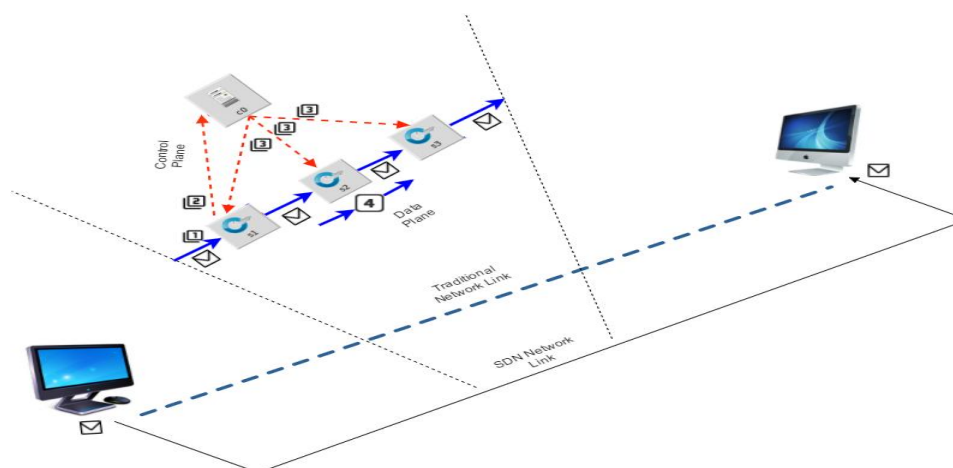 c0
3
3
3
Control
Plane
s3
2
s2
4
1
s1
Data
Plane
Traditional
Network Link
SDN Network
Link